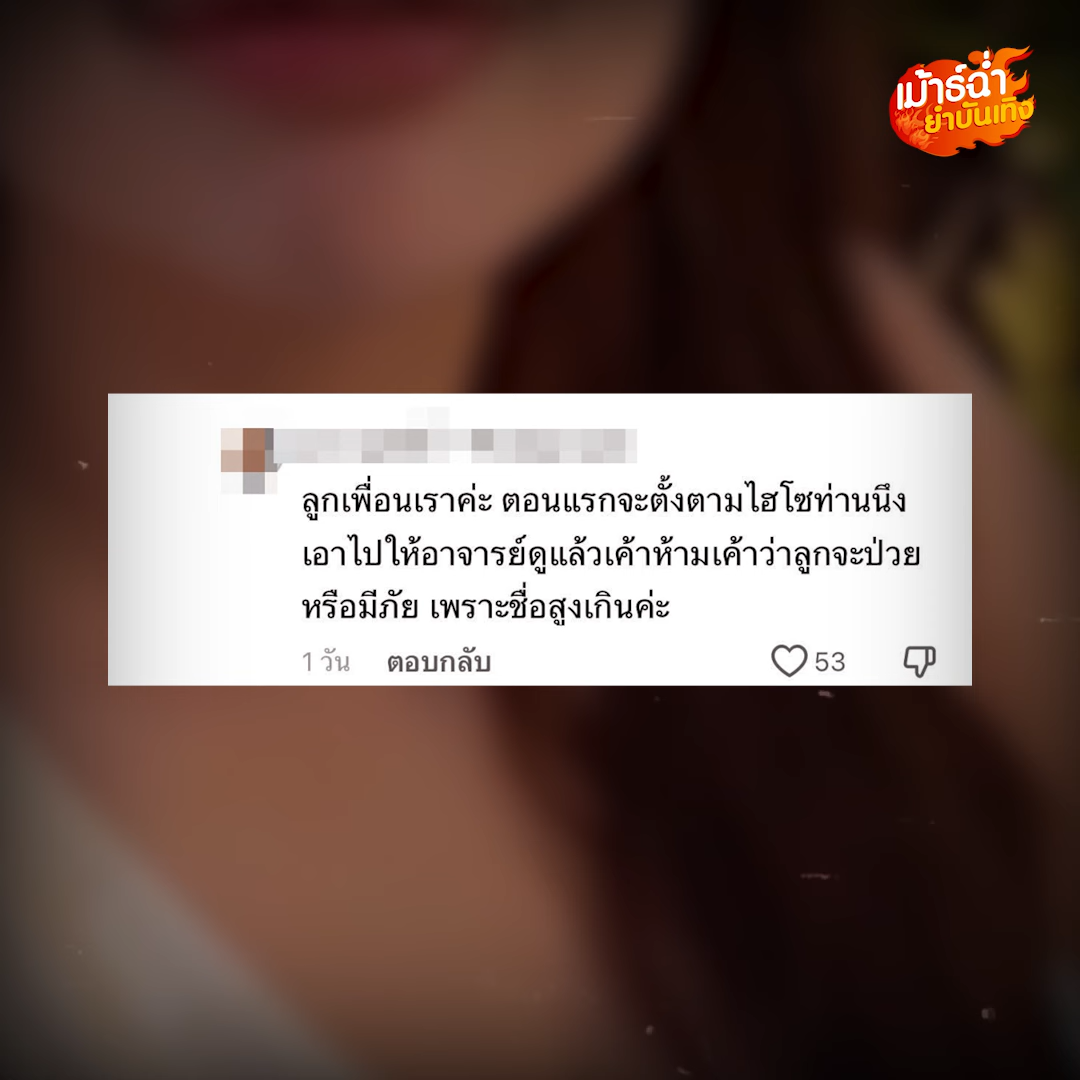 เม้าธ์ฉ่ำ
ยำบันเทิง
ลูกเพื่อนเราค่ะ ตอนแรกจะตั้งตามไฮโซท่านนึง
เอาไปให้อาจารย์ดูแล้วเค้าห้ามเค้าว่าลูกจะป่วย
หรือมีภัย เพราะชื่อสูงเกินค่ะ
1 วัน ตอบกลับ 53